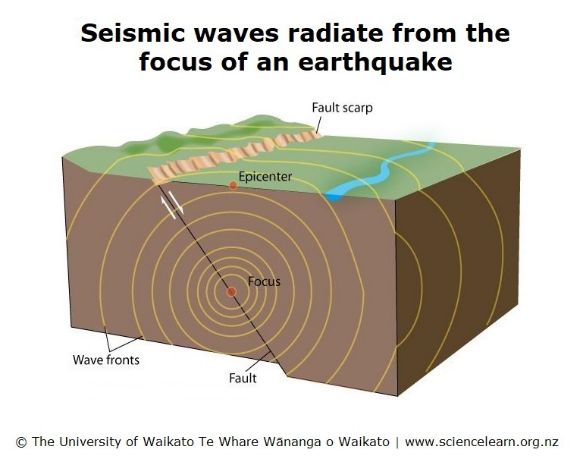 Seismic waves radiate from the
focus of an earthquake
Fault scarp
Epicenter
Focus
Wave fronts
Fault
© The University of Waikato Te Whare Wānanga o Waikato | www.sciencelearn.org.nz